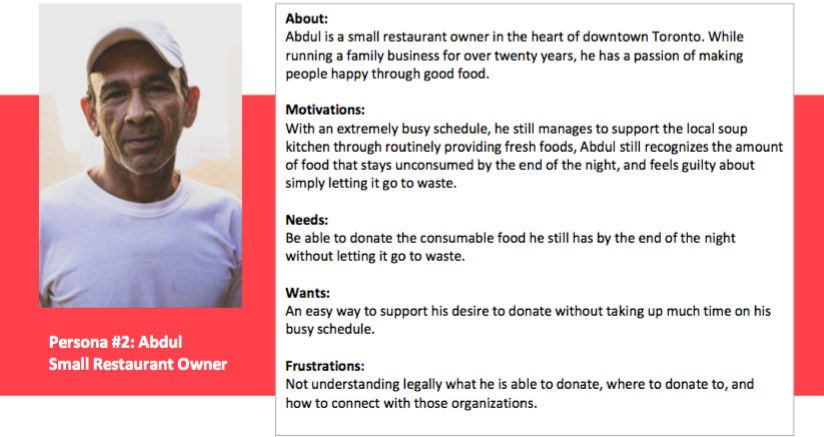 Persona #2: Abdul
Small Restaurant Owner
About:
Abdul is a small restaurant owner in the heart of downtown Toronto. While
running a family business for over twenty years, he has a passion of making
people happy through good food.
Motivations:
With an extremely busy schedule, he still manages to support the local soup
kitchen through routinely providing fresh foods, Abdul still recognizes the amount
of food that stays unconsumed by the end of the night, and feels guilty about
simply letting it go to waste.
Needs:
Be able to donate the consumable food he still has by the end of the night
without letting it go to waste.
Wants:
An easy way to support his desire to donate without taking up much time on his
busy schedule.
Frustrations:
Not understanding legally what he is able to donate, where to donate to, and
how to connect with those organizations.